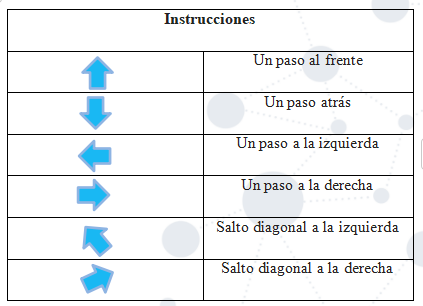 Instrucciones
Un paso al frente
Un paso atrás
Un paso a la izquierda
Un paso a la derecha
Salto diagonal a la izquierda
Salto diagonal a la derecha